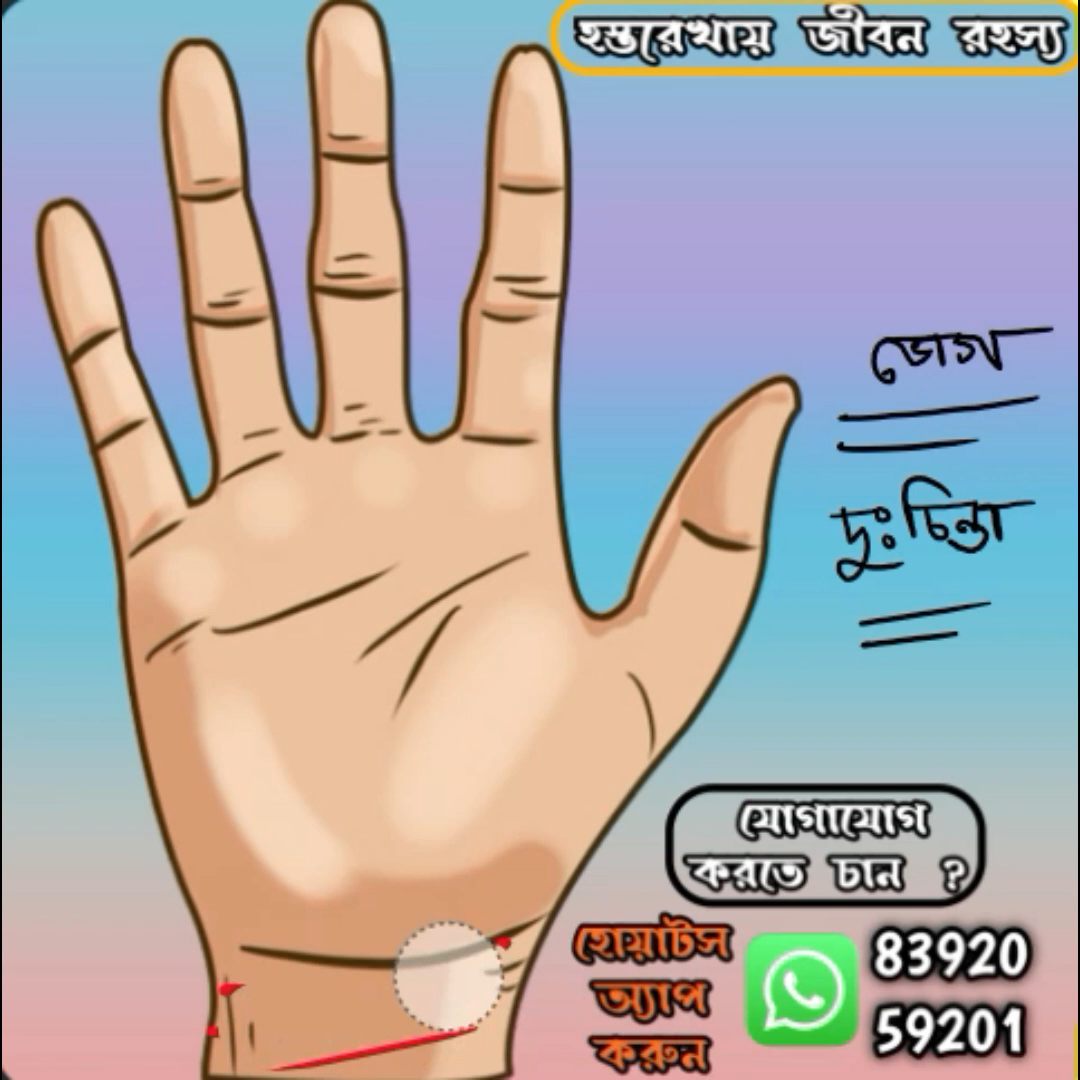 হস্তরেখায় জীবন রহস্য
ভোগ
দুঃচিন্তা
যোগাযোগ
করতে চান ?
হোয়াটস
অ্যাপ
করুন
83920
59201